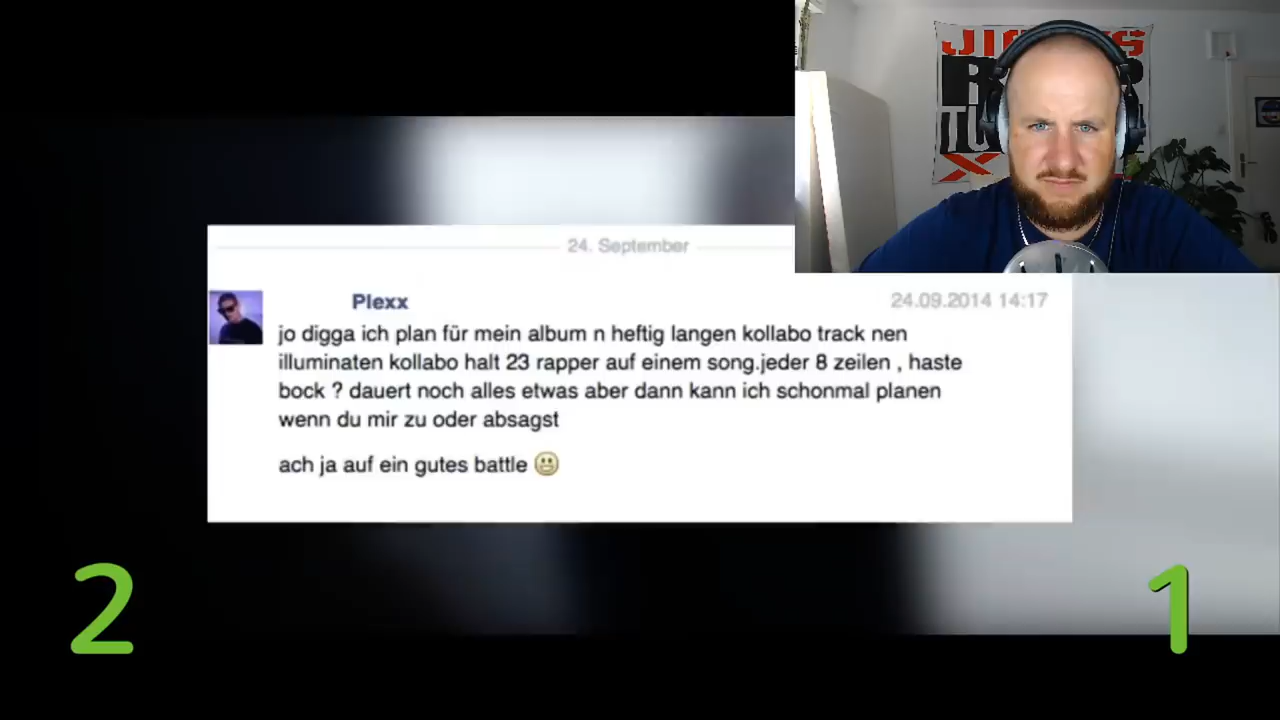 24. September
Plexx
24.09.2014 14:17
jo digga ich plan für mein album n heftig langen kollabo track nen
illuminaten kollabo halt 23 rapper auf einem song.jeder 8 zeilen , haste
bock ? dauert noch alles etwas aber dann kann ich schonmal planen
wenn du mir zu oder absagst
ach ja auf ein gutes battle 😬
2
1